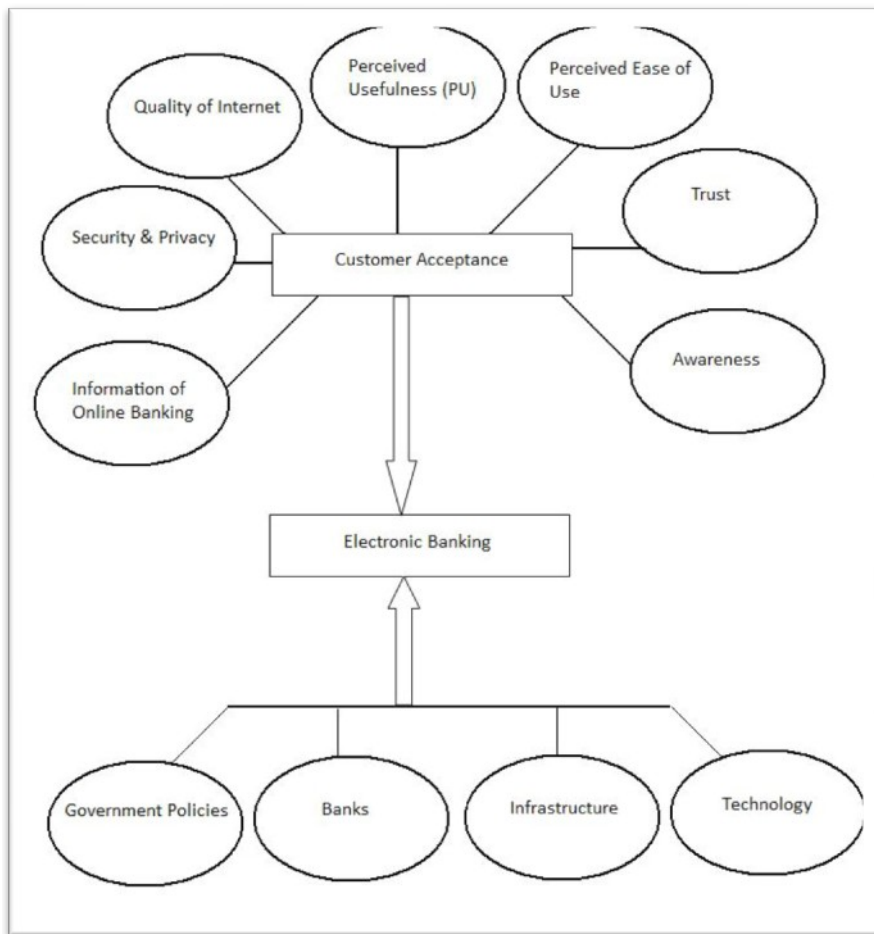 Perceived
Usefulness (PU)
Perceived Ease of
Use
Quality of Internet
Trust
Security & Privacy
Customer Acceptance
Awareness
Information of
Online Banking
Electronic Banking
Government Policies
Banks
Infrastructure
Technology